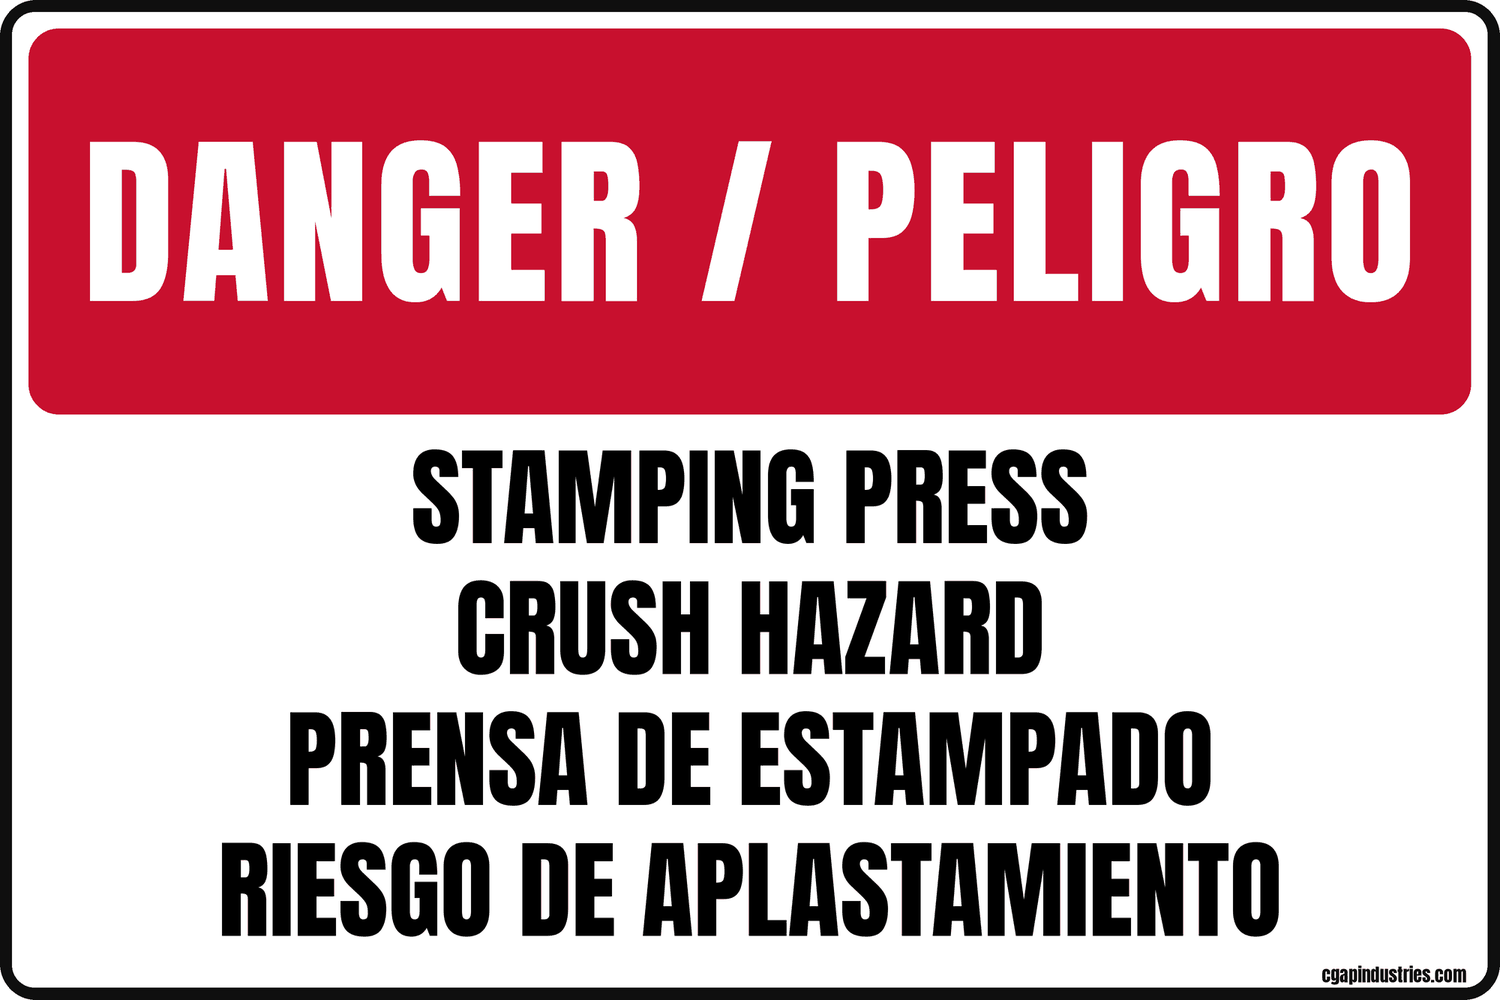 DANGER / PELIGRO
STAMPING PRESS
CRUSH HAZARD
PRENSA DE ESTAMPADO
RIESGO DE APLASTAMIENTO
cgapindustries.com